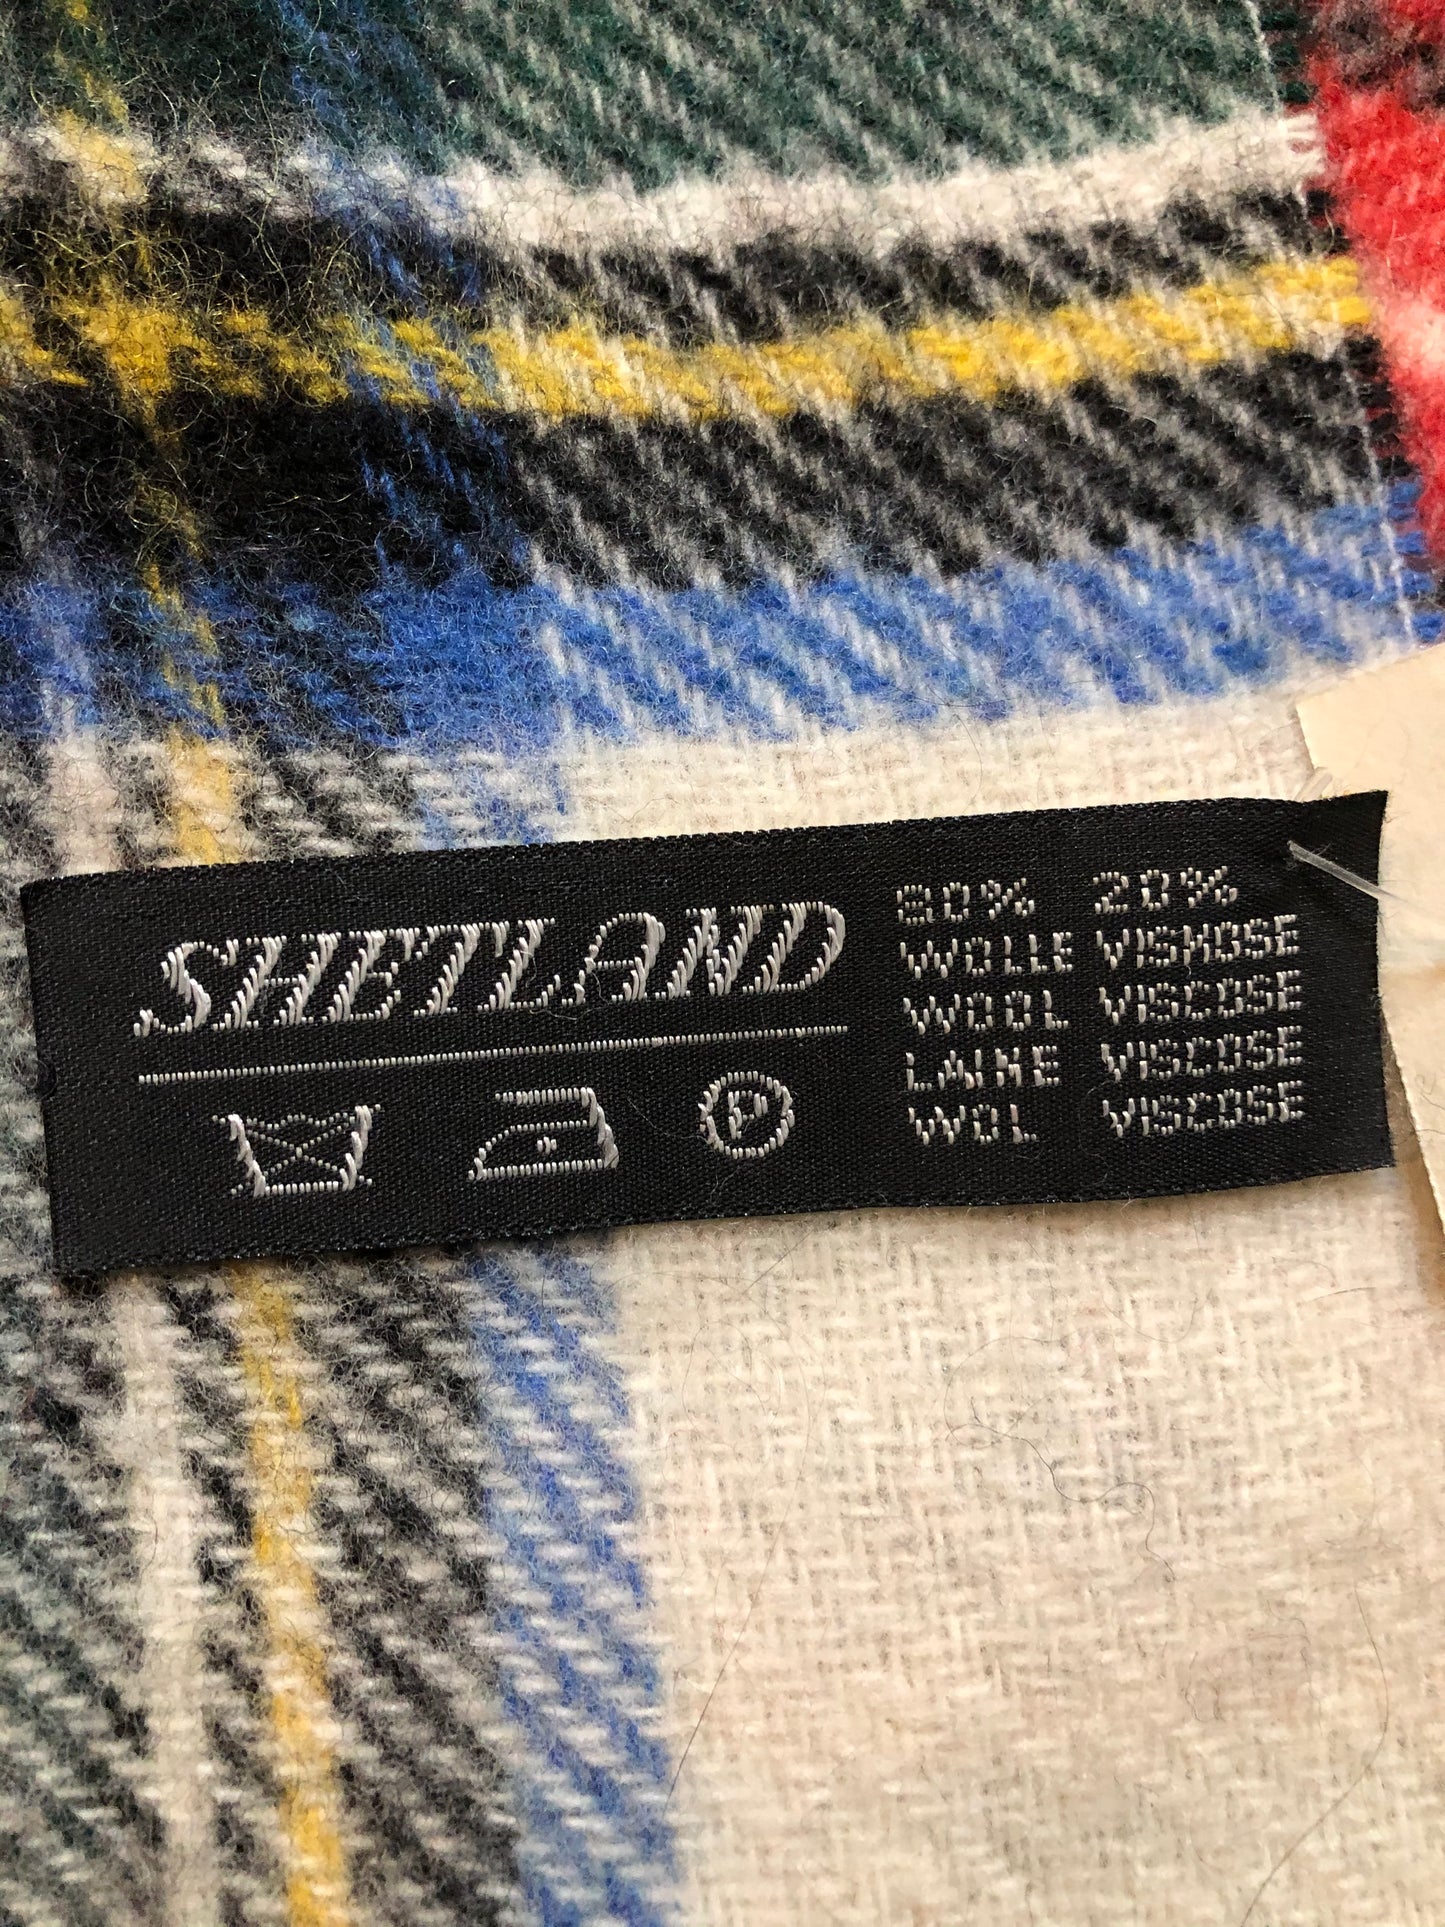 SHETLAND
P
80% 20%
WOLLE VISKOSE
WOOL VISCOSE
LAINE VISCOSE
WOL VISCOSE